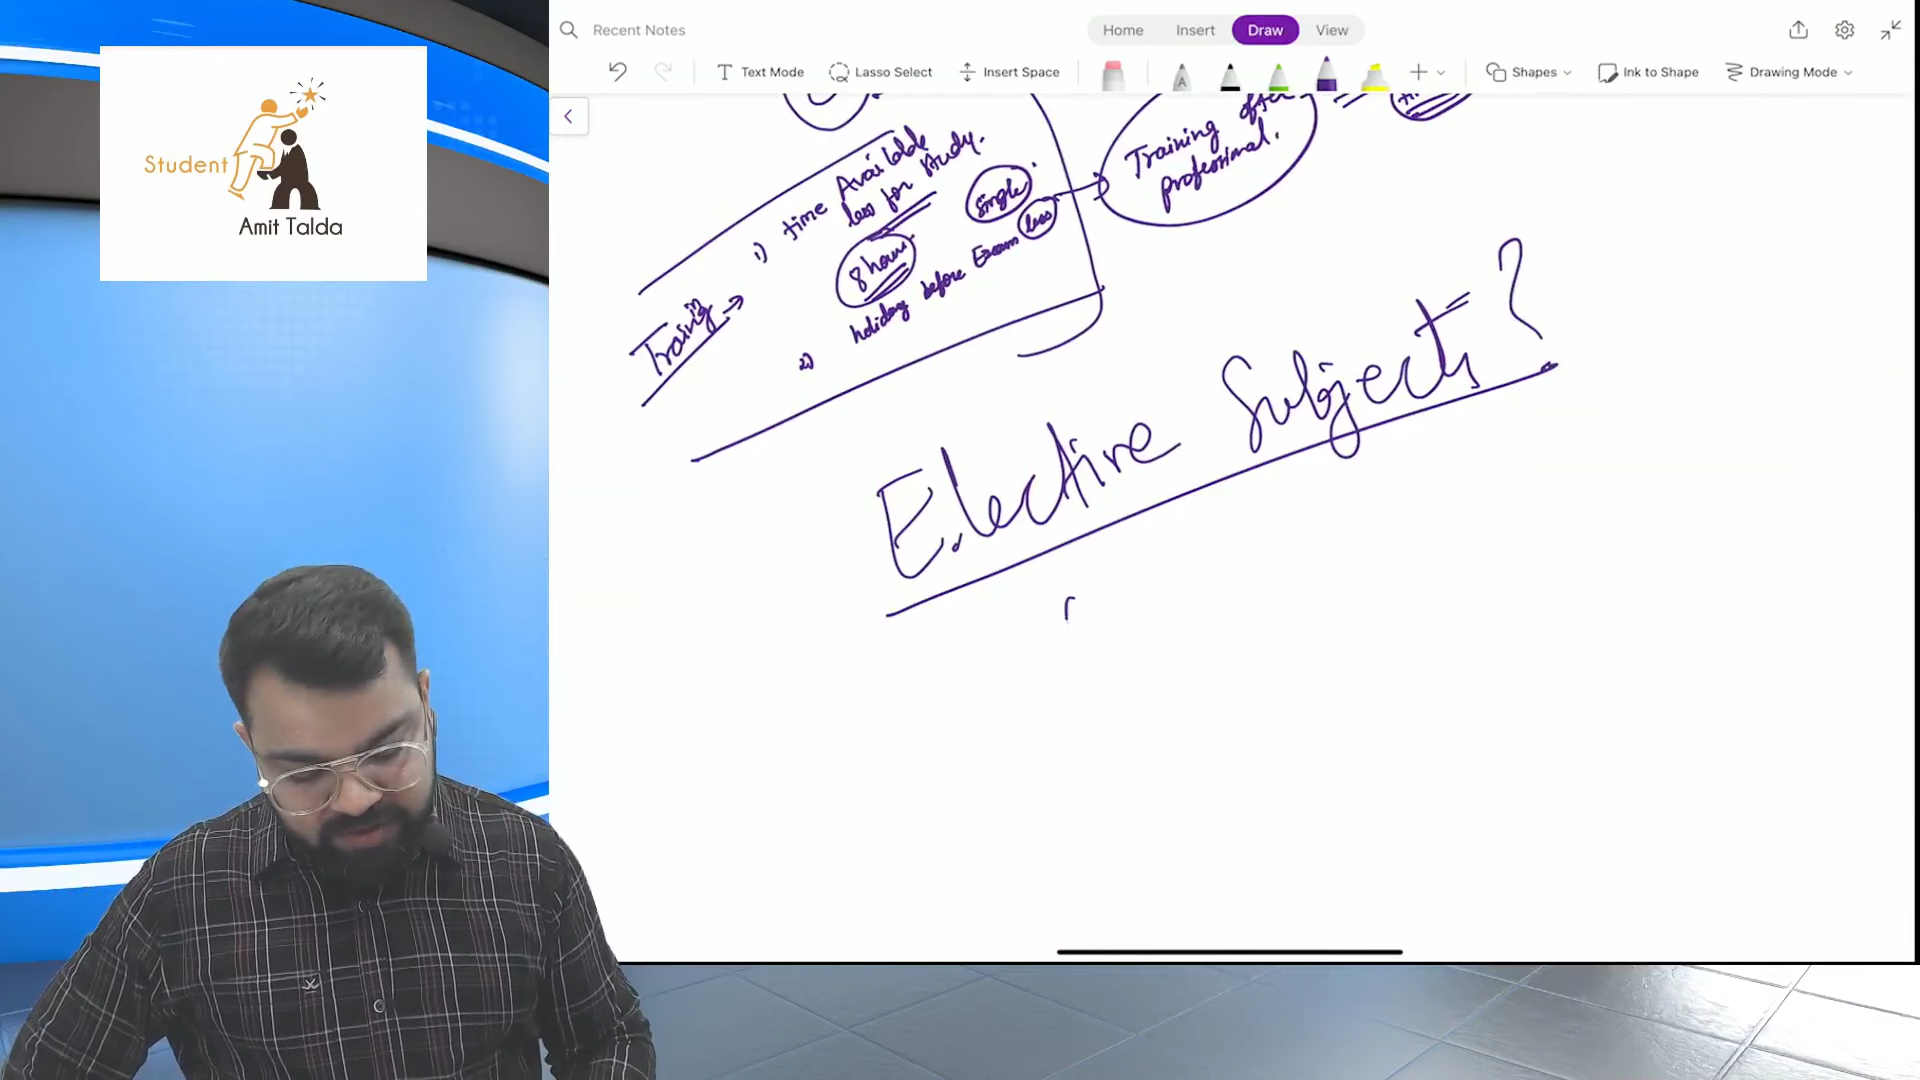 Recent Notes
Home Insert Draw View
Text Mode Lasso Select Insert Space Shapes Ink to Shape Drawing Mode
Student
Amit Talda
Training after
professional.
1) time Available
less for study.
8 hours
single
Training →
2) holiday before Exam less
Elective Subjects?